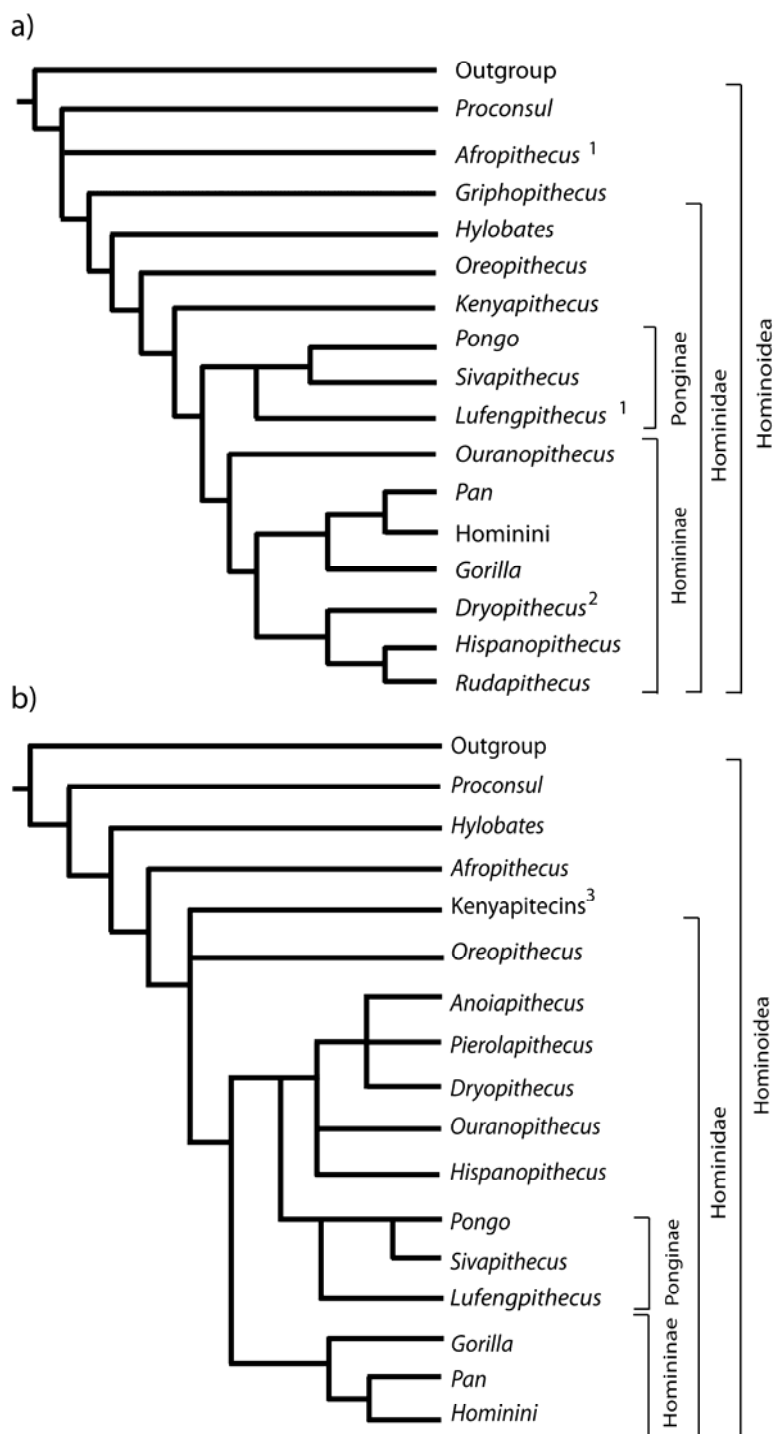 a)
Outgroup
Proconsul
Afropithecus 1
Griphopithecus
Hylobates
Oreopithecus
Kenyapithecus
Pongo
Sivapithecus
Lufengpithecus 1
Ouranopithecus
Pan
Hominini
Gorilla
Dryopithecus2
Hispanopithecus
Rudapithecus
Ponginae
Homininae
Hominidae
Hominoidea
b)
Outgroup
Proconsul
Hylobates
Afropithecus
Kenyapitecins3
Oreopithecus
Anoiapithecus
Pierolapithecus
Dryopithecus
Ouranopithecus
Hispanopithecus
Pongo
Sivapithecus
Lufengpithecus
Gorilla
Pan
Hominini
Ponginae
Homininae
Hominidae
Hominoidea